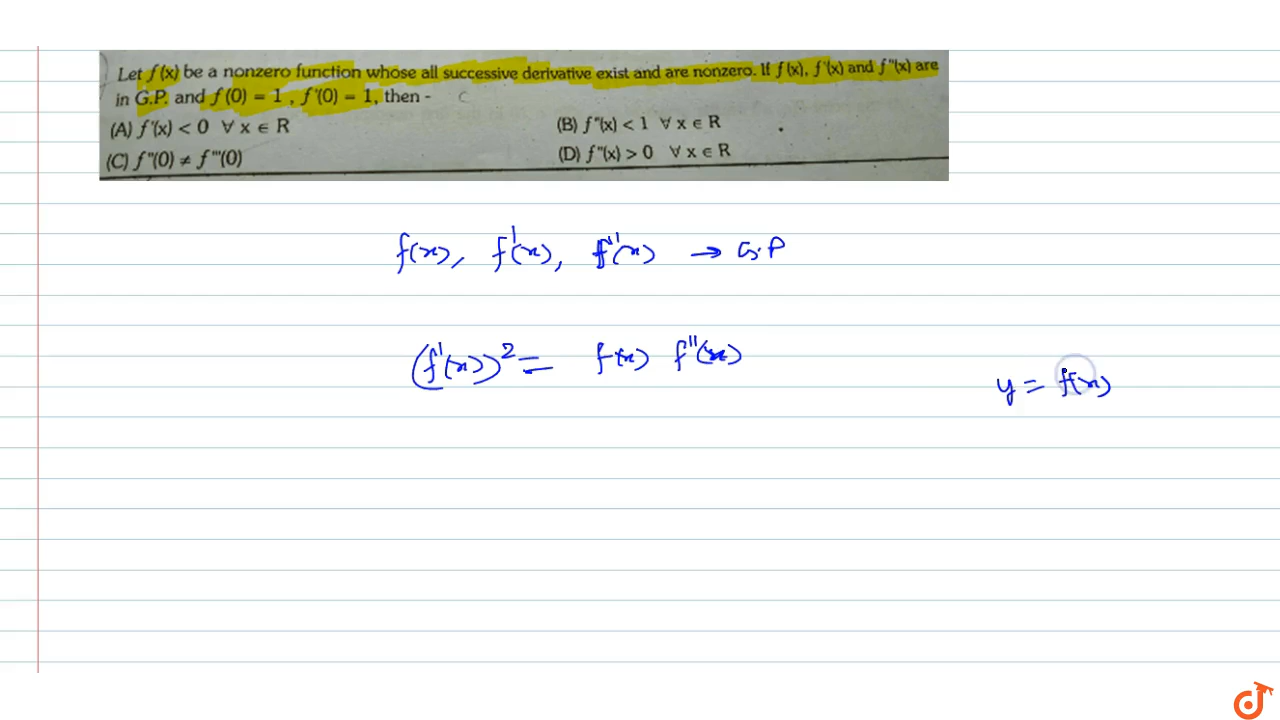 Let f(x) be a nonzero function whose all successive derivative exist and are nonzero. If f(x), f'(x) and f''(x) are
in G.P. and f(0) = 1 , f'(0) = 1, then -
(A) f'(x) < 0 ∀ x ∈ R (B) f''(x) < 1 ∀ x ∈ R
(C) f''(0) ≠ f'''(0) (D) f''(x) > 0 ∀ x ∈ R
f(x), f'(x), f''(x) → G.P
(f'(x))² = f(x) f''(x)
y = f(x)